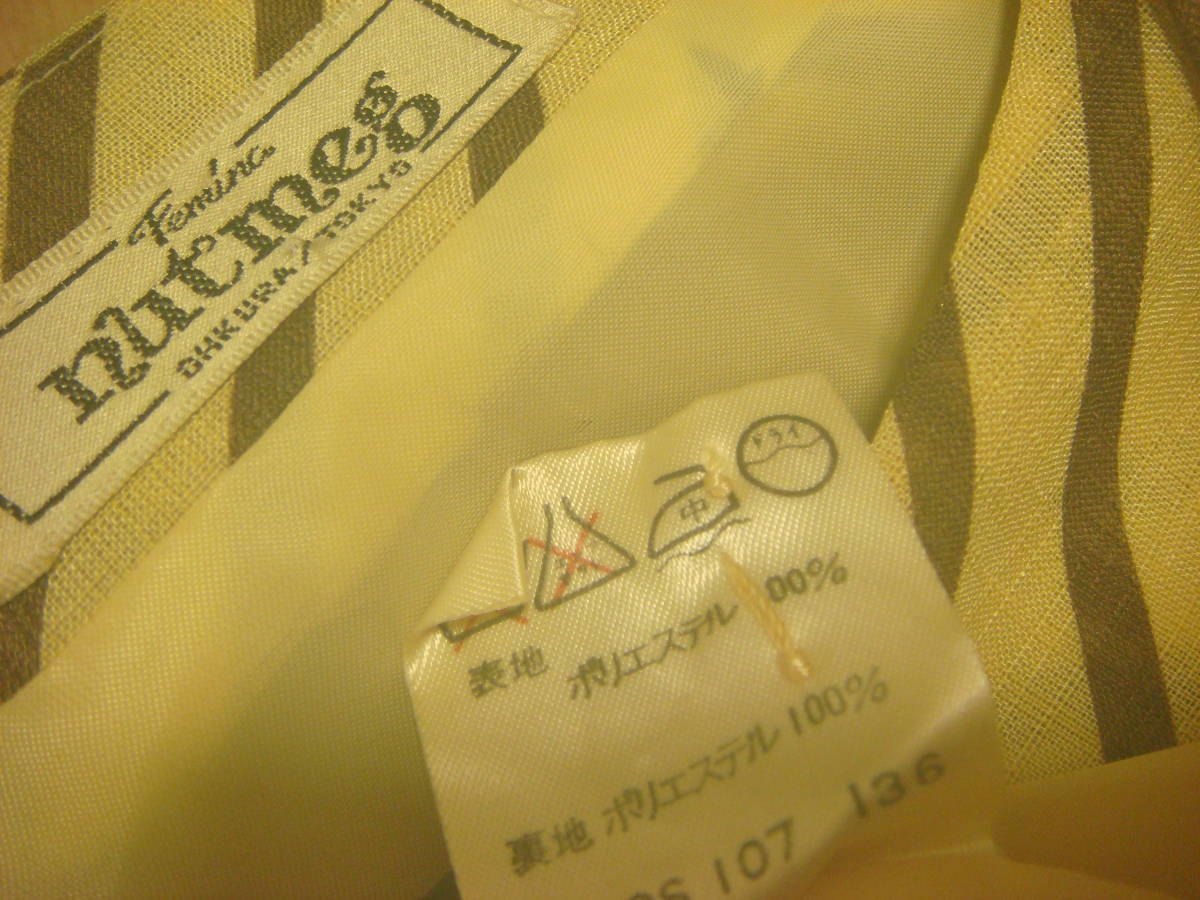 Femina
nutmeg
OHKURA/TOKYO
ドライ
中
表地 ポリエステル 100%
裏地 ポリエステル 100%
107 136